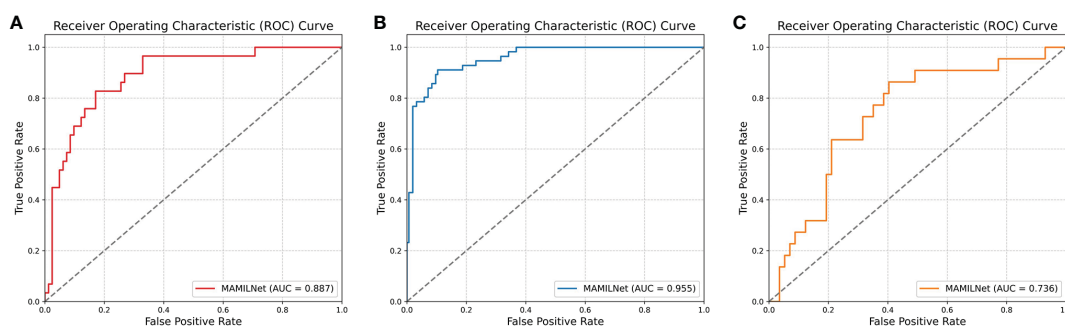 A
Receiver Operating Characteristic (ROC) Curve
True Positive Rate
1.0
0.8
0.6
0.4
0.2
0.0
MAMILNet (AUC = 0.887)
0.0 0.2 0.4 0.6 0.8 1.0
False Positive Rate
B
Receiver Operating Characteristic (ROC) Curve
True Positive Rate
1.0
0.8
0.6
0.4
0.2
0.0
MAMILNet (AUC = 0.955)
0.0 0.2 0.4 0.6 0.8 1.0
False Positive Rate
C
Receiver Operating Characteristic (ROC) Curve
True Positive Rate
1.0
0.8
0.6
0.4
0.2
0.0
MAMILNet (AUC = 0.736)
0.0 0.2 0.4 0.6 0.8 1.0
False Positive Rate